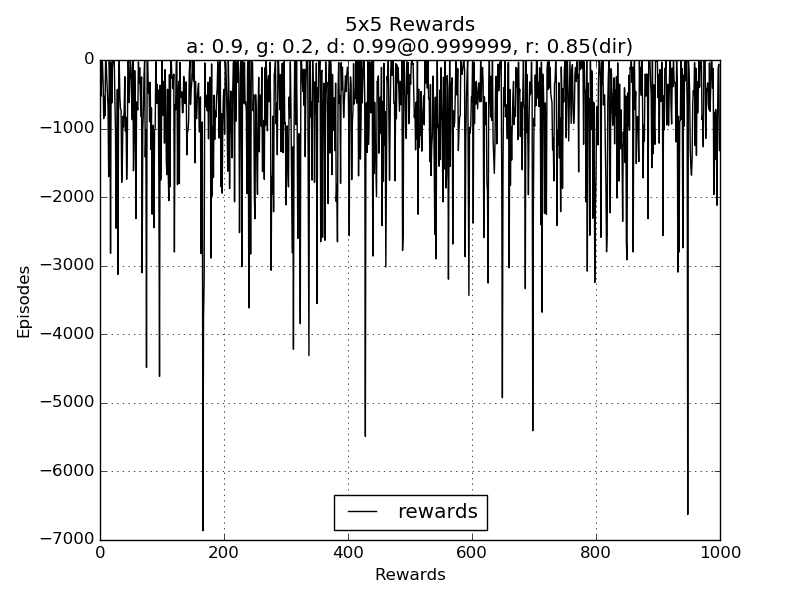 5x5 Rewards
a: 0.9, g: 0.2, d: 0.99@0.999999, r: 0.85(dir)
0
−1000
−2000
−3000
−4000
−5000
−6000
−7000
Episodes
rewards
0 200 400 600 800 1000
Rewards